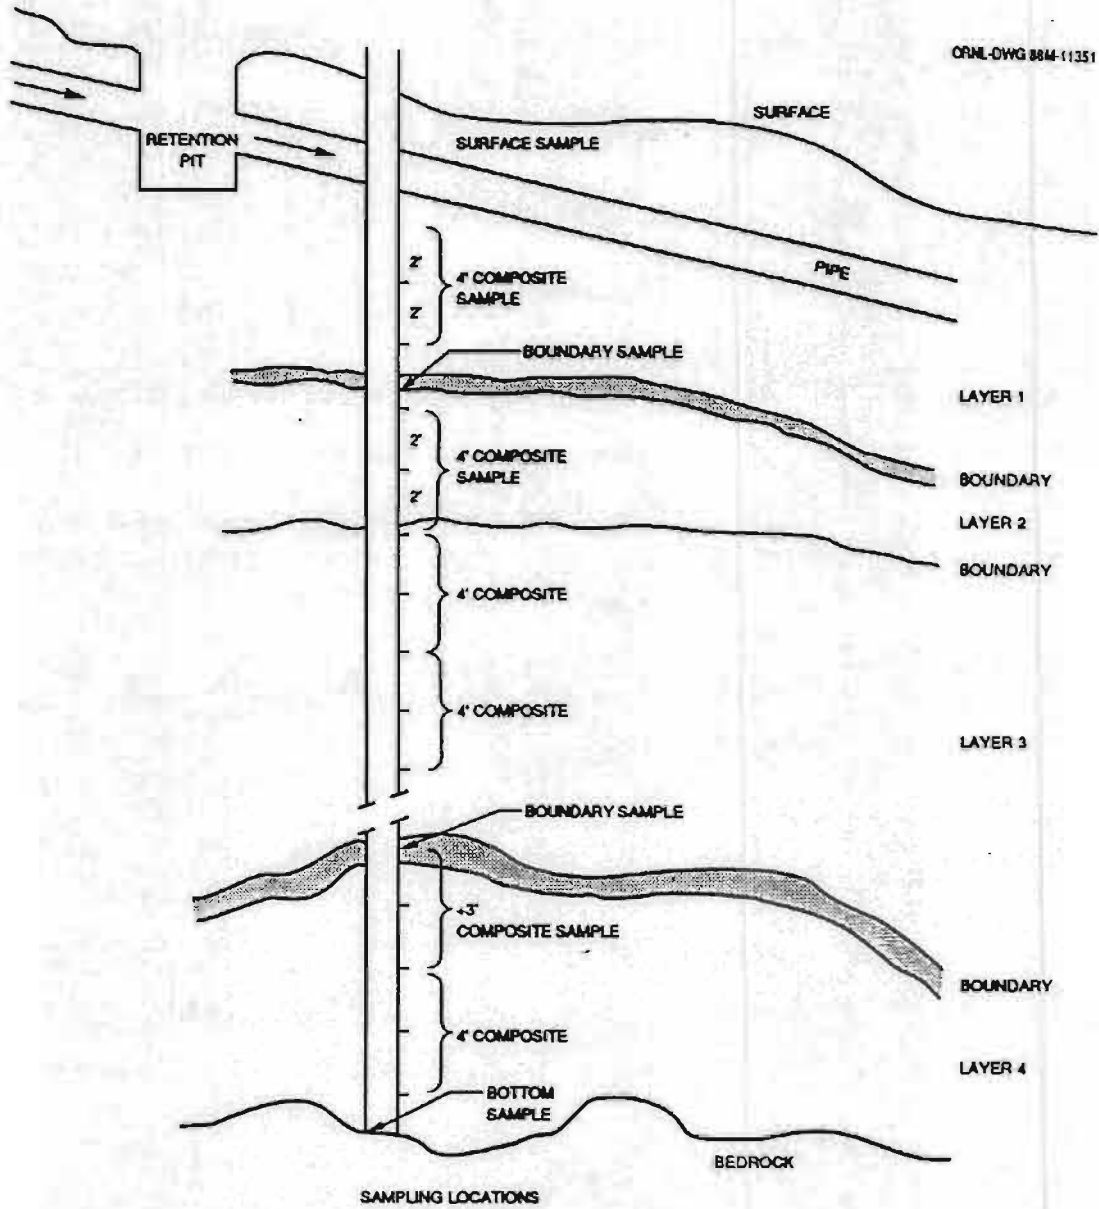 ORNL-DWG 88M-11351
SURFACE
RETENTION
PIT
SURFACE SAMPLE
PIPE
2'
4' COMPOSITE
SAMPLE
2'
BOUNDARY SAMPLE
LAYER 1
2'
4' COMPOSITE
SAMPLE
BOUNDARY
2'
LAYER 2
BOUNDARY
4' COMPOSITE
4' COMPOSITE
LAYER 3
BOUNDARY SAMPLE
+3'
COMPOSITE SAMPLE
BOUNDARY
4' COMPOSITE
LAYER 4
BOTTOM
SAMPLE
BEDROCK
SAMPLING LOCATIONS